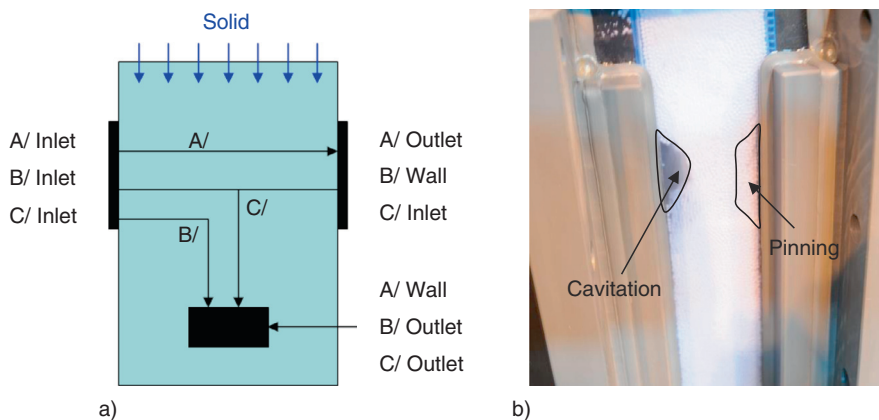 Solid
A/ Inlet
B/ Inlet
C/ Inlet
A/
C/
B/
A/ Outlet
B/ Wall
C/ Inlet
A/ Wall
B/ Outlet
C/ Outlet
a)
Cavitation
Pinning
b)